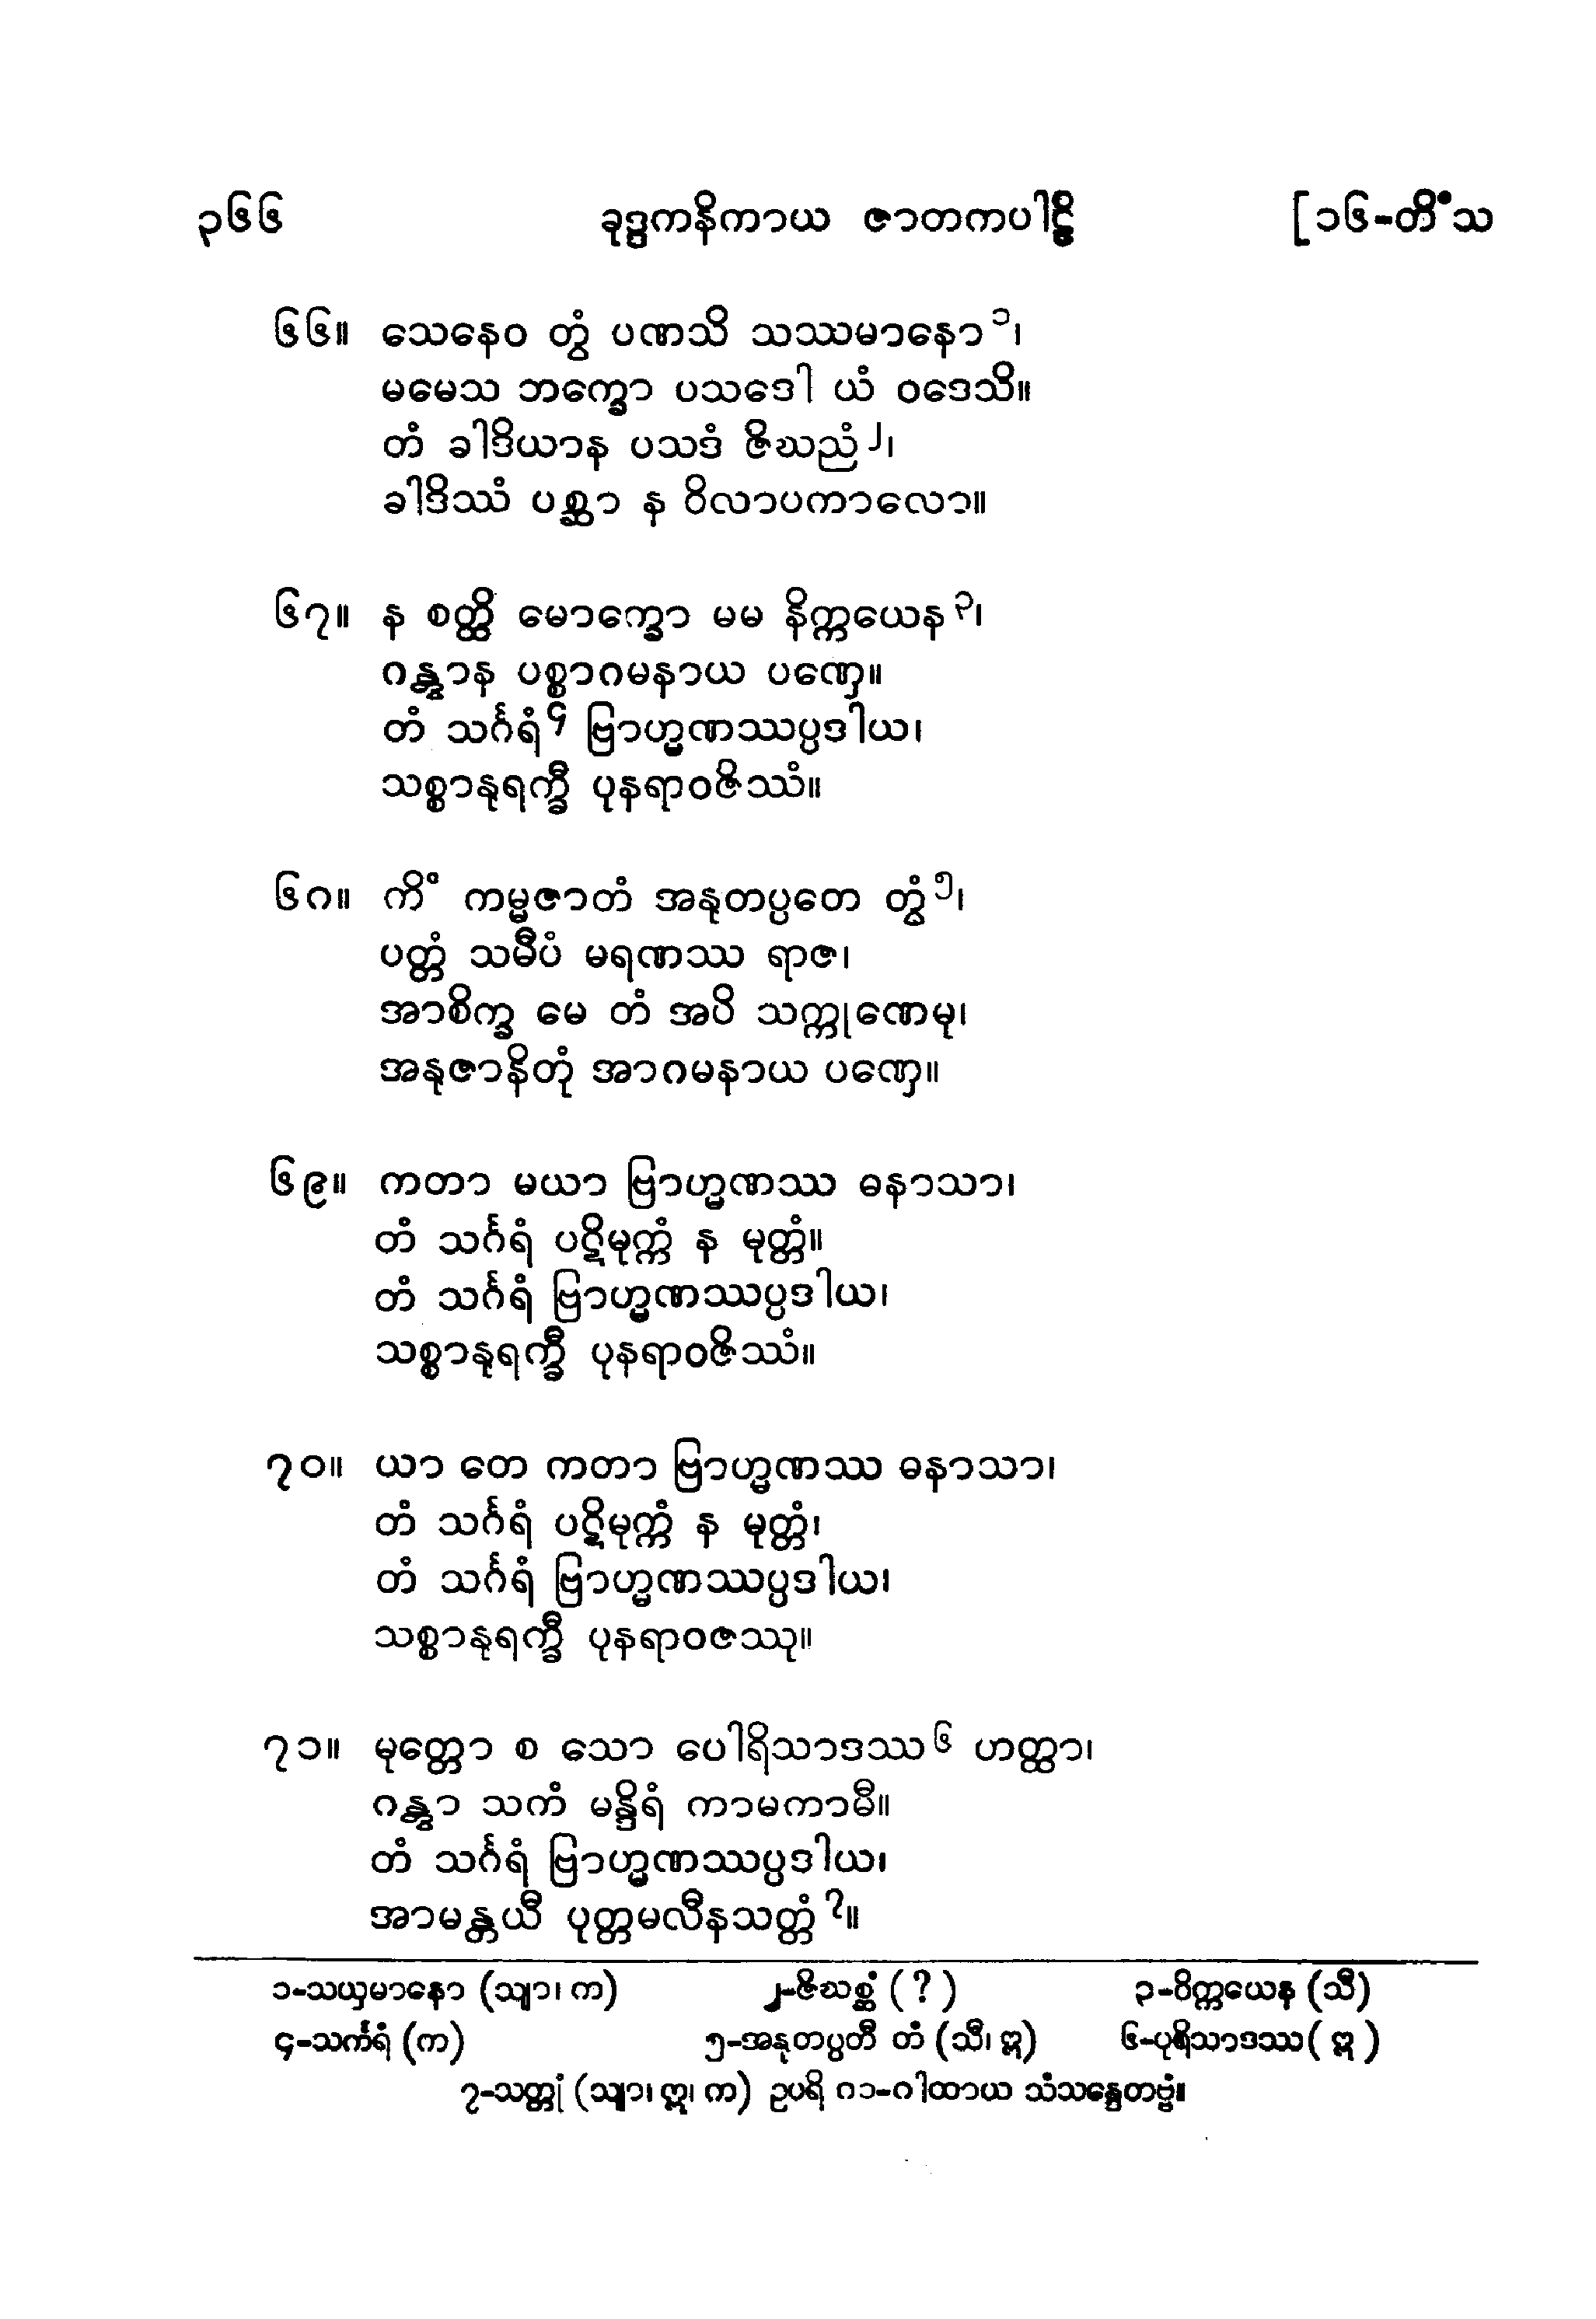 ၃၆၆ ခုဒ္ဒကနိကာယ ဇာတကပါဠိ [၁၆-တိံသ
၆၆။ သေနေဝ တွံ ပဏသိ သဿမာနော၁၊
မမေသ ဘက္ခော ပသဒေါ ယံ ဝဒေသိ။
တံ ခါဒိယာန ပသဒံ ဇိဃညံ၂၊
ခါဒိဿံ ပစ္ဆာ န ဝိလာပကာလော။
၆၇။ န စတ္ထိ မောက္ခော မမ နိက္ကယေန၃၊
ဂန္တွာန ပစ္စာဂမနာယ ပဏှေ။
တံ သင်္ဂရံ၄ ဗြာဟ္မဏဿပ္ပဒါယ၊
သစ္စာနုရက္ခီ ပုနရာဝဇိဿံ။
၆၈။ ကိံ ကမ္မဇာတံ အနုတပ္ပတေ တွံ၅၊
ပတ္တံ သမီပံ မရဏဿ ရာဇ၊
အာစိက္ခ မေ တံ အပိ သက္ကုဏေမု၊
အနုဇာနိတုံ အာဂမနာယ ပဏှေ။
၆၉။ ကတာ မယာ ဗြာဟ္မဏဿ ဓနာသာ၊
တံ သင်္ဂရံ ပဋိမုက္ကံ န မုတ္တံ။
တံ သင်္ဂရံ ဗြာဟ္မဏဿပ္ပဒါယ၊
သစ္စာနုရက္ခီ ပုနရာဝဇိဿံ။
၇၀။ ယာ တေ ကတာ ဗြာဟ္မဏဿ ဓနာသာ၊
တံ သင်္ဂရံ ပဋိမုက္ကံ န မုတ္တံ၊
တံ သင်္ဂရံ ဗြာဟ္မဏဿပ္ပဒါယ၊
သစ္စာနုရက္ခီ ပုနရာဝဇဿု။
၇၁။ မုတ္တော စ သော ပေါရိသာဒဿ၆ ဟတ္ထာ၊
ဂန္တွာ သကံ မန္ဒိရံ ကာမကာမီ။
တံ သင်္ဂရံ ဗြာဟ္မဏဿပ္ပဒါယ၊
အာမန္တယီ ပုတ္တမလီနသတ္တံ၇။
၁-သယှမာနော (သျာ၊ က) ၂-ဇိဃစ္ဆံ (?) ၃-ဝိက္ကယေန (သီ)
၄-သင်္ကရံ (က) ၅-အနုတပ္ပတီ တံ (သီ၊ ဣ) ၆-ပုရိသာဒဿ (ဣ)
၇-သတ္တုံ (သျာ၊ ဣ၊ က) ဥပရိ ၈၁-ဂါထာယ သံသန္ဒေတဗ္ဗံ။